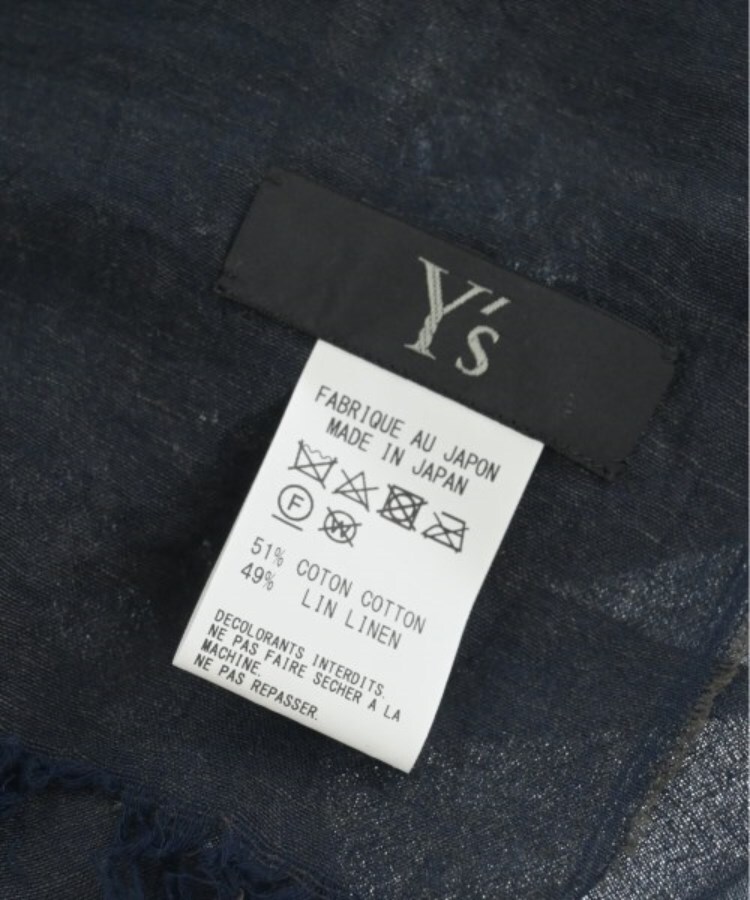 Y's
FABRIQUE AU JAPON
MADE IN JAPAN
F W
51% COTON COTTON
49% LIN LINEN
DECOLORANTS INTERDITS.
NE PAS FAIRE SECHER A LA
MACHINE.
NE PAS REPASSER.